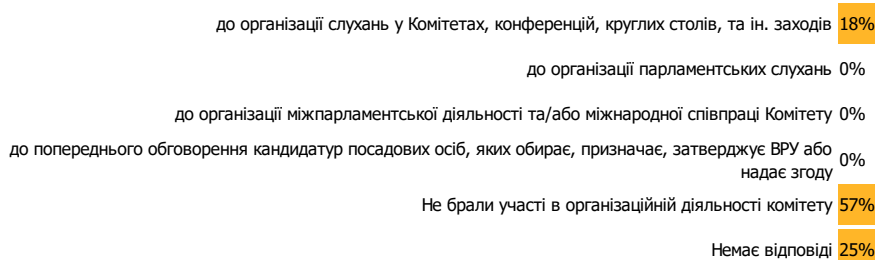 до організації слухань у Комітетах, конференцій, круглих столів, та ін. заходів 18%
до організації парламентських слухань 0%
до організації міжпарламентської діяльності та/або міжнародної співпраці Комітету 0%
до попереднього обговорення кандидатур посадових осіб, яких обирає, призначає, затверджує ВРУ або
надає згоду 0%
Не брали участі в організаційній діяльності комітету 57%
Немає відповіді 25%